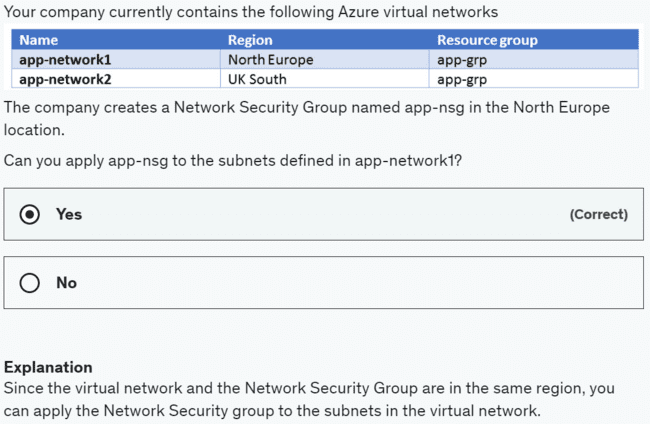 Your company currently contains the following Azure virtual networks
Name Region Resource group
app-network1 North Europe app-grp
app-network2 UK South app-grp
The company creates a Network Security Group named app-nsg in the North Europe
location.
Can you apply app-nsg to the subnets defined in app-network1?
Yes (Correct)
No
Explanation
Since the virtual network and the Network Security Group are in the same region, you
can apply the Network Security group to the subnets in the virtual network.